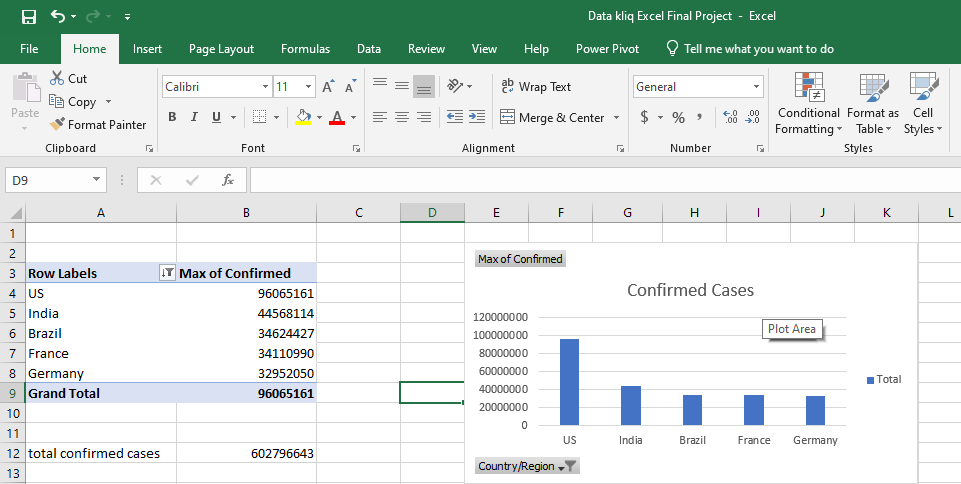 Data kliq Excel Final Project - Excel
File Home Insert Page Layout Formulas Data Review View Help Power Pivot Tell me what you want to do
Paste
Cut
Copy
Format Painter
Clipboard
Calibri 11 A A
B I U A
Font
ab c Wrap Text
Merge & Center
Alignment
General
$ % , .00 .0 .00
Number
Conditional Formatting
Format as Table
Cell Styles
Styles
D9 fx
A B C D E F G H I J K L
1
2
3 Row Labels Max of Confirmed
4 US 96065161
5 India 44568114
6 Brazil 34624427
7 France 34110990
8 Germany 32952050
9 Grand Total 96065161
10
11
12 total confirmed cases 602796643
13
Max of Confirmed
Confirmed Cases
Plot Area
120000000
100000000
80000000
60000000
40000000
20000000
0
US India Brazil France Germany
Total
Country/Region